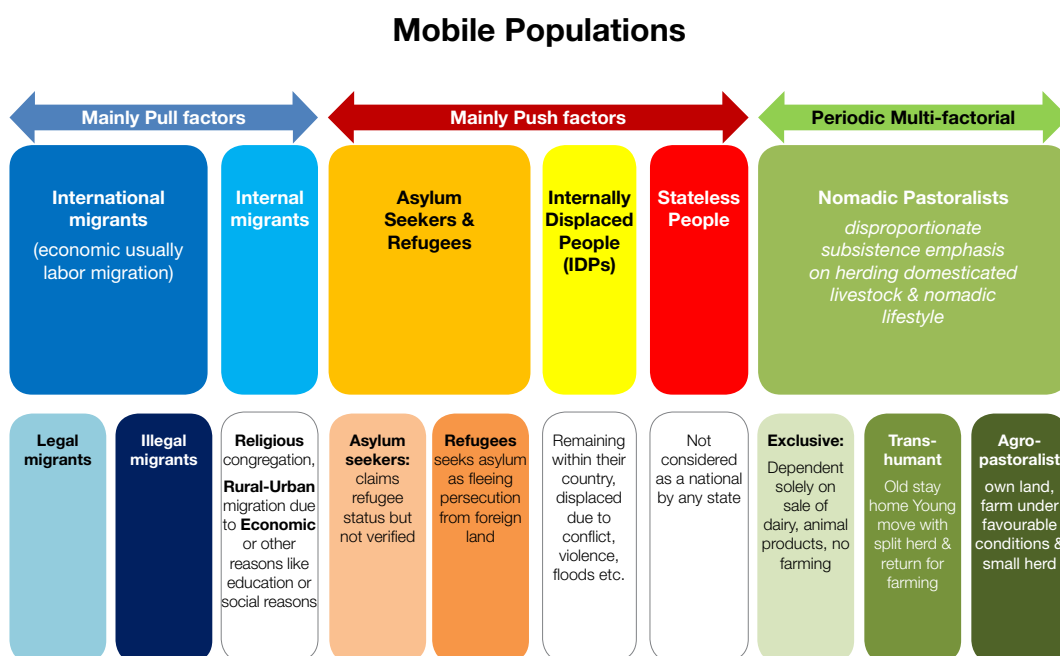 Mobile Populations
Mainly Pull factors
Mainly Push factors
Periodic Multi-factorial
International
migrants
(economic usually
labor migration)
Internal
migrants
Asylum
Seekers &
Refugees
Internally
Displaced
People
(IDPs)
Stateless
People
Nomadic Pastoralists
disproportionate
subsistence emphasis
on herding domesticated
livestock & nomadic
lifestyle
Legal
migrants
Illegal
migrants
Religious
congregation,
Rural-Urban
migration due
to Economic
or other
reasons like
education or
social reasons
Asylum
seekers:
claims
refugee
status but
not verified
Refugees
seeks asylum
as fleeing
persecution
from foreign
land
Remaining
within their
country,
displaced
due to
conflict,
violence,
floods etc.
Not
considered
as a national
by any state
Exclusive:
Dependent
solely on
sale of
dairy, animal
products, no
farming
Trans-
humant
Old stay
home Young
move with
split herd &
return for
farming
Agro-
pastoralist
own land,
farm under
favourable
conditions &
small herd